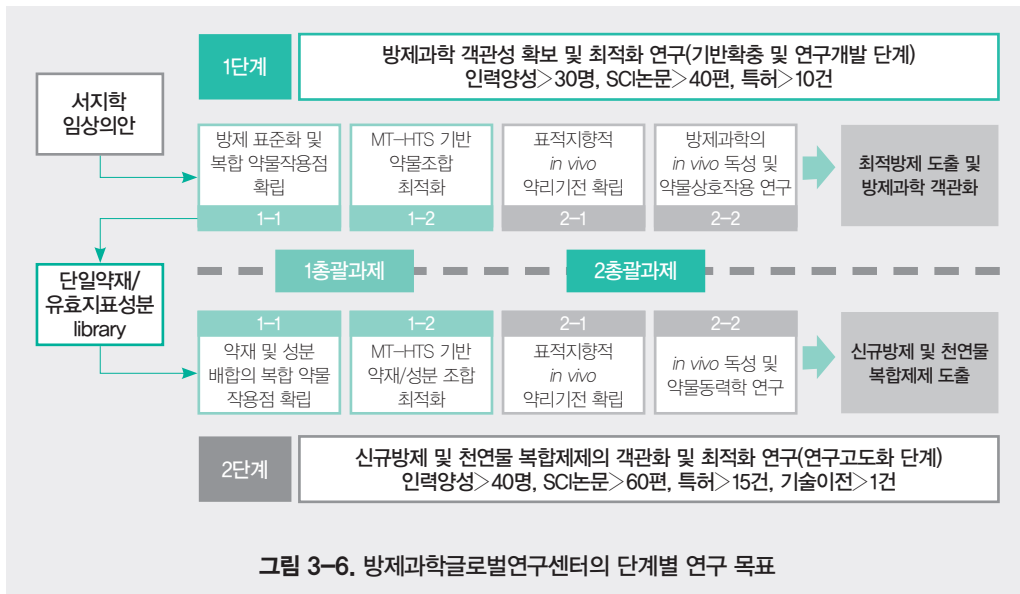 1단계
방제과학 객관성 확보 및 최적화 연구(기반확충 및 연구개발 단계)
인력양성>30명, SCI논문>40편, 특허>10건
서지학
임상의안
방제 표준화 및
복합 약물작용점
확립
1-1
MT-HTS 기반
약물조합
최적화
1-2
표적지향적
in vivo
약리기전 확립
2-1
방제과학의
in vivo 독성 및
약물상호작용 연구
2-2
최적방제 도출 및
방제과학 객관화
단일약재/
유효지표성분
library
1총괄과제
2총괄과제
1-1
약재 및 성분
배합의 복합 약물
작용점 확립
1-2
MT-HTS 기반
약재/성분 조합
최적화
2-1
표적지향적
in vivo
약리기전 확립
2-2
in vivo 독성 및
약물동력학 연구
신규방제 및 천연물
복합제제 도출
2단계
신규방제 및 천연물 복합제제의 객관화 및 최적화 연구(연구고도화 단계)
인력양성>40명, SCI논문>60편, 특허>15건, 기술이전>1건
그림 3-6. 방제과학글로벌연구센터의 단계별 연구 목표